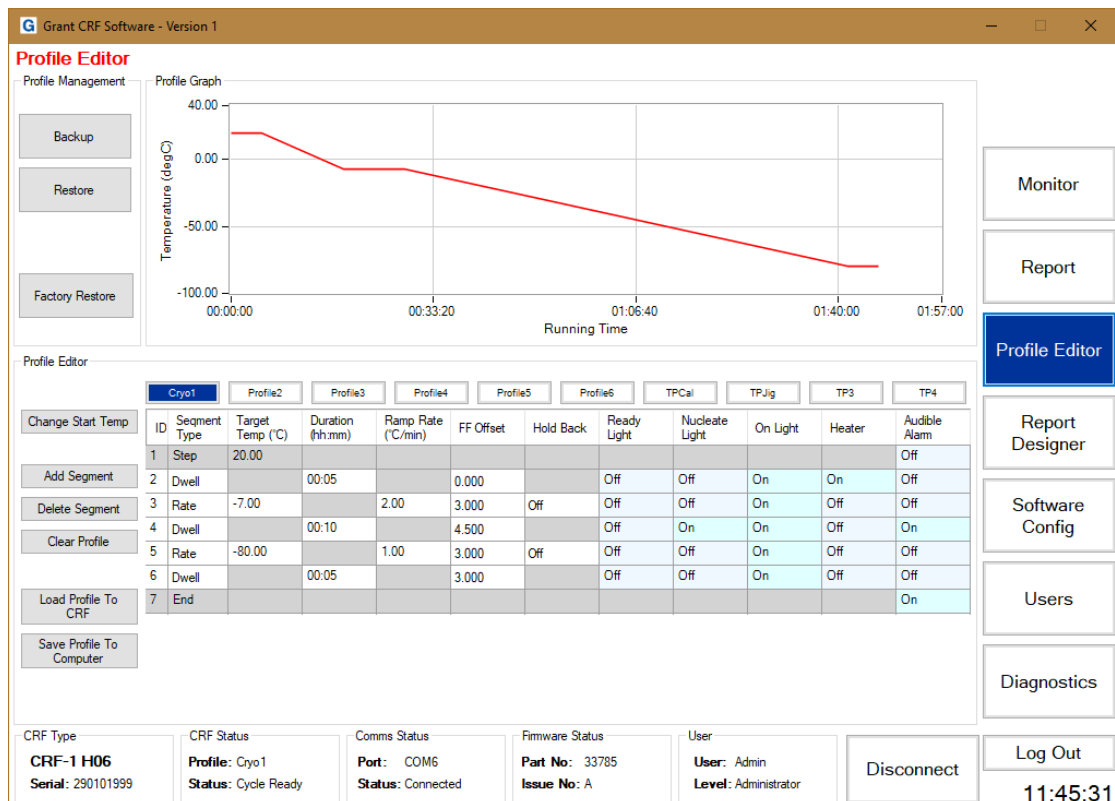 G Grant CRF Software - Version 1
Profile Editor
Profile Management
Backup
Restore
Factory Restore
Profile Graph
Temperature (degC)
40.00
0.00
-50.00
-100.00
00:00:00 00:33:20 01:06:40 01:40:00 01:57:00
Running Time
Monitor
Report
Profile Editor
Report
Designer
Software
Config
Users
Diagnostics
Profile Editor
Change Start Temp
Add Segment
Delete Segment
Clear Profile
Load Profile To
CRF
Save Profile To
Computer
Cryo1 Profile2 Profile3 Profile4 Profile5 Profile6 TPCal TPJig TP3 TP4
ID Segment Type Target Temp (°C) Duration (hh:mm) Ramp Rate (°C/min) FF Offset Hold Back Ready Light Nucleate Light On Light Heater Audible Alarm
1 Step 20.00 Off
2 Dwell 00:05 0.000 Off Off On On Off
3 Rate -7.00 2.00 3.000 Off Off Off On Off Off
4 Dwell 00:10 4.500 Off On On Off On
5 Rate -80.00 1.00 3.000 Off Off Off On Off Off
6 Dwell 00:05 3.000 Off Off On Off Off
7 End On
CRF Type
CRF-1 H06
Serial: 290101999
CRF Status
Profile: Cryo1
Status: Cycle Ready
Comms Status
Port: COM6
Status: Connected
Firmware Status
Part No: 33785
Issue No: A
User
User: Admin
Level: Administrator
Disconnect
Log Out
11:45:31